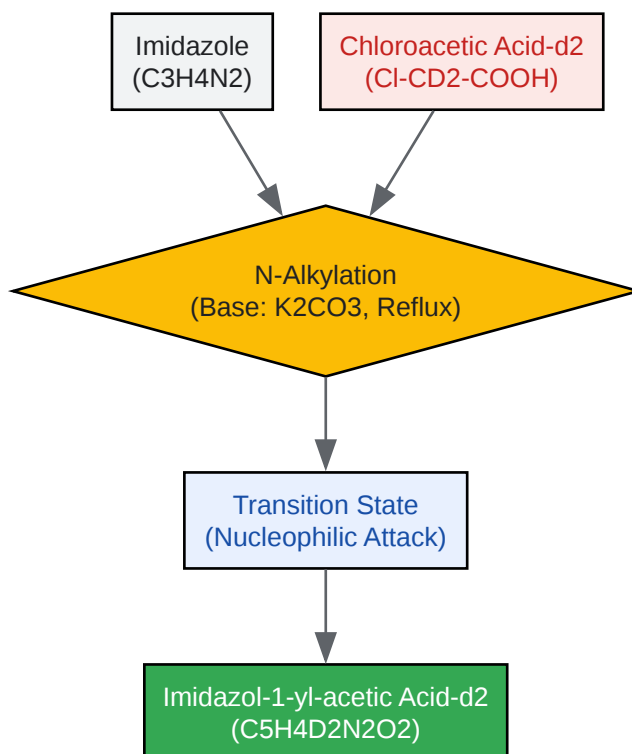 Imidazole
(C3H4N2)
Chloroacetic Acid-d2
(Cl-CD2-COOH)
N-Alkylation
(Base: K2CO3, Reflux)
Transition State
(Nucleophilic Attack)
Imidazol-1-yl-acetic Acid-d2
(C5H4D2N2O2)